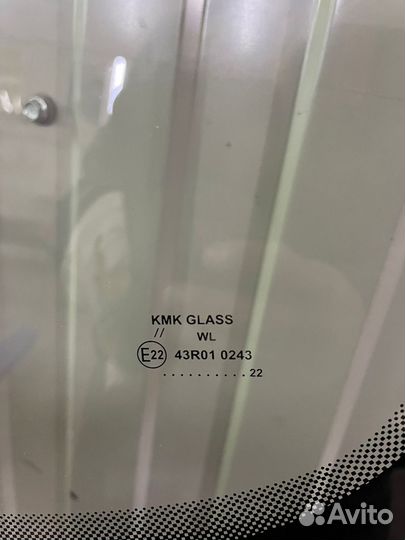 KMK GLASS
// WL
E22 43R01 0243
..........22
Avito